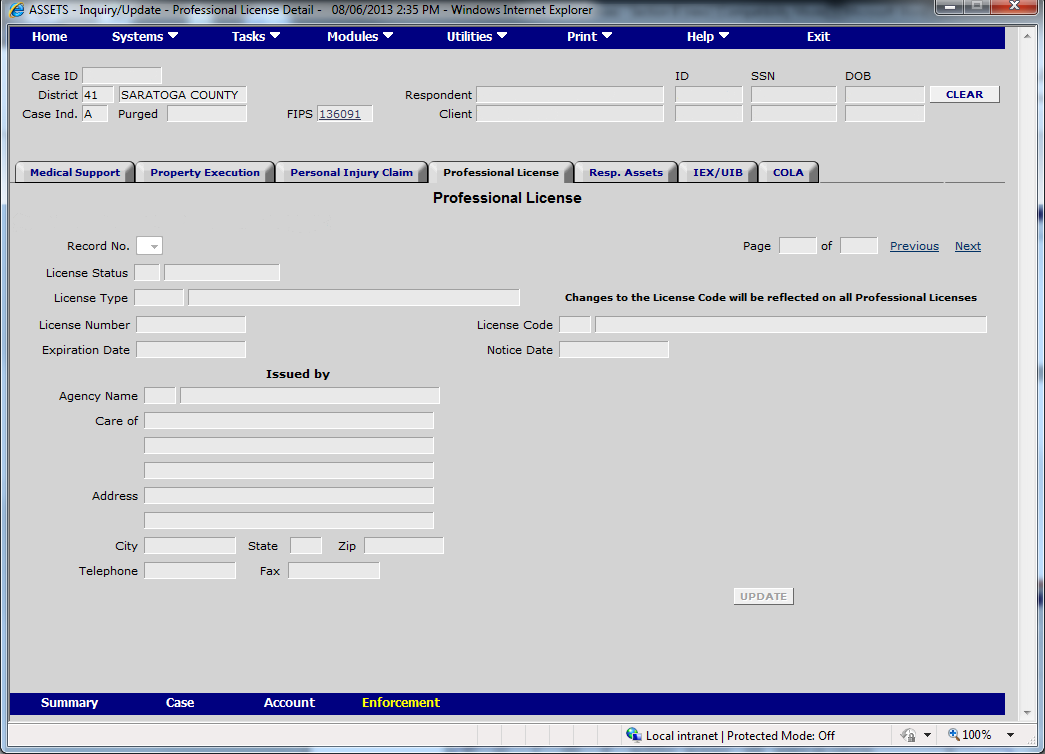 ASSETS - Inquiry/Update - Professional License Detail -   08/06/2013 2:35 PM - Windows Internet Explorer
Home Systems Tasks Modules Utilities Print Help Exit
Case ID ID SSN DOB
District 41 SARATOGA COUNTY Respondent CLEAR
Case Ind. A Purged FIPS 136091 Client
Medical Support Property Execution Personal Injury Claim Professional License Resp. Assets IEX/UIB COLA
Professional License
Record No. Page of Previous Next
License Status
License Type Changes to the License Code will be reflected on all Professional Licenses
License Number License Code
Expiration Date Notice Date
Issued by
Agency Name
Care of
Address
City State Zip
Telephone Fax
UPDATE
Summary Case Account Enforcement
Local intranet | Protected Mode: Off 100%